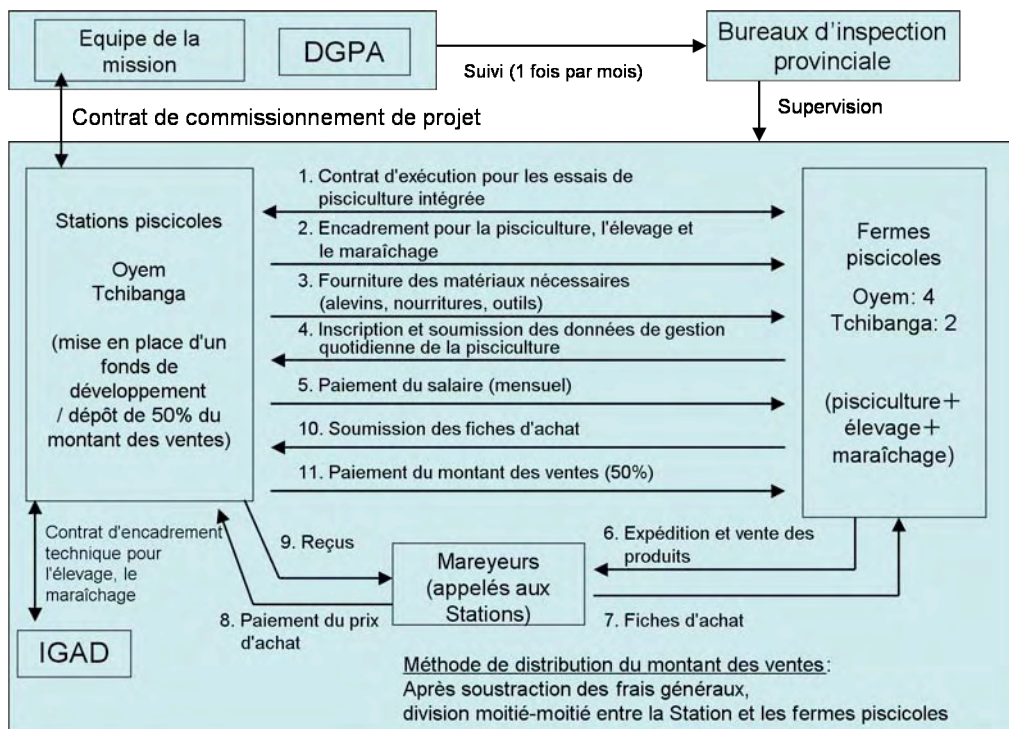 Equipe de la
mission
DGPA
Suivi (1 fois par mois)
Bureaux d'inspection
provinciale
Contrat de commissionnement de projet
Supervision
Stations piscicoles
Oyem
Tchibanga
(mise en place d'un
fonds de
développement
/ dépôt de 50% du
montant des ventes)
1. Contrat d'exécution pour les essais de
pisciculture intégrée
2. Encadrement pour la pisciculture, l'élevage et
le maraîchage
3. Fourniture des matériaux nécessaires
(alevins, nourritures, outils)
4. Inscription et soumission des données de gestion
quotidienne de la pisciculture
5. Paiement du salaire (mensuel)
10. Soumission des fiches d'achat
11. Paiement du montant des ventes (50%)
Fermes
piscicoles
Oyem: 4
Tchibanga: 2
(pisciculture+
élevage+
maraîchage)
Contrat d'encadrement
technique pour
l'élevage, le
maraîchage
IGAD
9. Reçus
8. Paiement du prix
d'achat
Mareyeurs
(appelés aux
Stations)
6. Expédition et vente des
produits
7. Fiches d'achat
Méthode de distribution du montant des ventes:
Après soustraction des frais généraux,
division moitié-moitié entre la Station et les fermes piscicoles